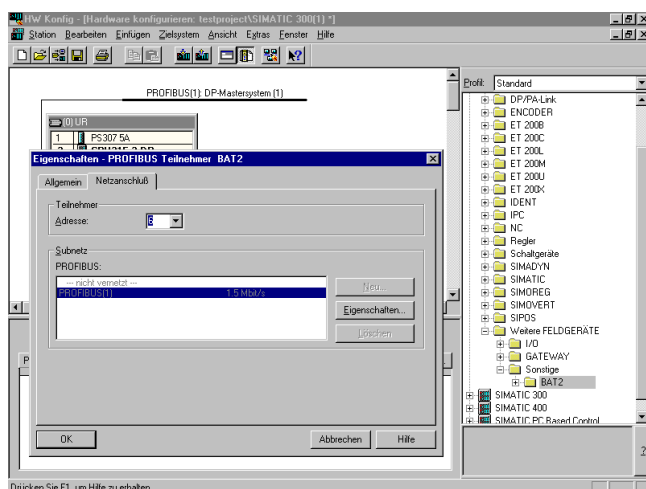 HW Konfig - [Hardware konfigurieren: testproject\SIMATIC 300(1) *]
Station Bearbeiten Einfügen Zielsystem Ansicht Extras Fenster Hilfe
PROFIBUS(1): DP-Mastersystem (1)
(0) UR
1 PS307 5A
Eigenschaften - PROFIBUS Teilnehmer BAT2
Allgemein Netzanschluß
Teilnehmer
Adresse: 6
Subnetz
PROFIBUS:
--- nicht vernetzt ---
PROFIBUS(1) 1.5 Mbit/s
Neu...
Eigenschaften...
Löschen
OK Abbrechen Hilfe
Profil: Standard
DP/PA-Link
ENCODER
ET 200B
ET 200C
ET 200L
ET 200M
ET 200U
ET 200X
IDENT
IPC
NC
Regler
Schaltgeräte
SIMADYN
SIMATIC
SIMOREG
SIMOVERT
SIPOS
Weitere FELDGERÄTE
I/O
GATEWAY
Sonstige
BAT2
SIMATIC 300
SIMATIC 400
SIMATIC PC Based Control
Drücken Sie F1, um Hilfe zu erhalten.